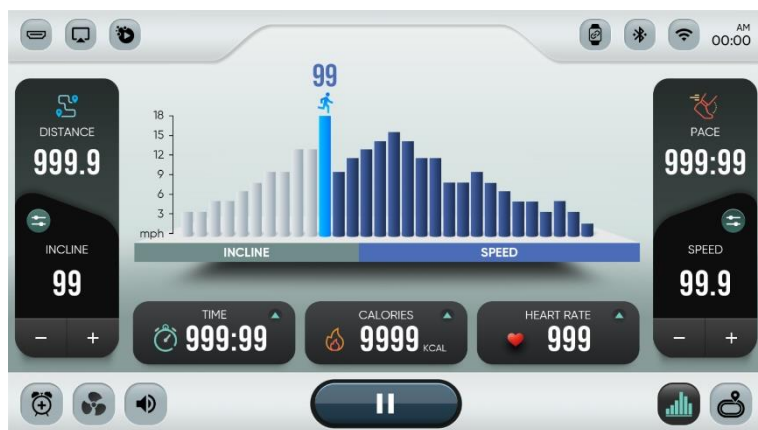 AM
00:00
99
DISTANCE
999.9
INCLINE
99
−
+
18
15
12
9
6
3
mph
INCLINE
SPEED
PACE
999:99
SPEED
99.9
−
+
TIME
999:99
CALORIES
9999 KCAL
HEART RATE
999